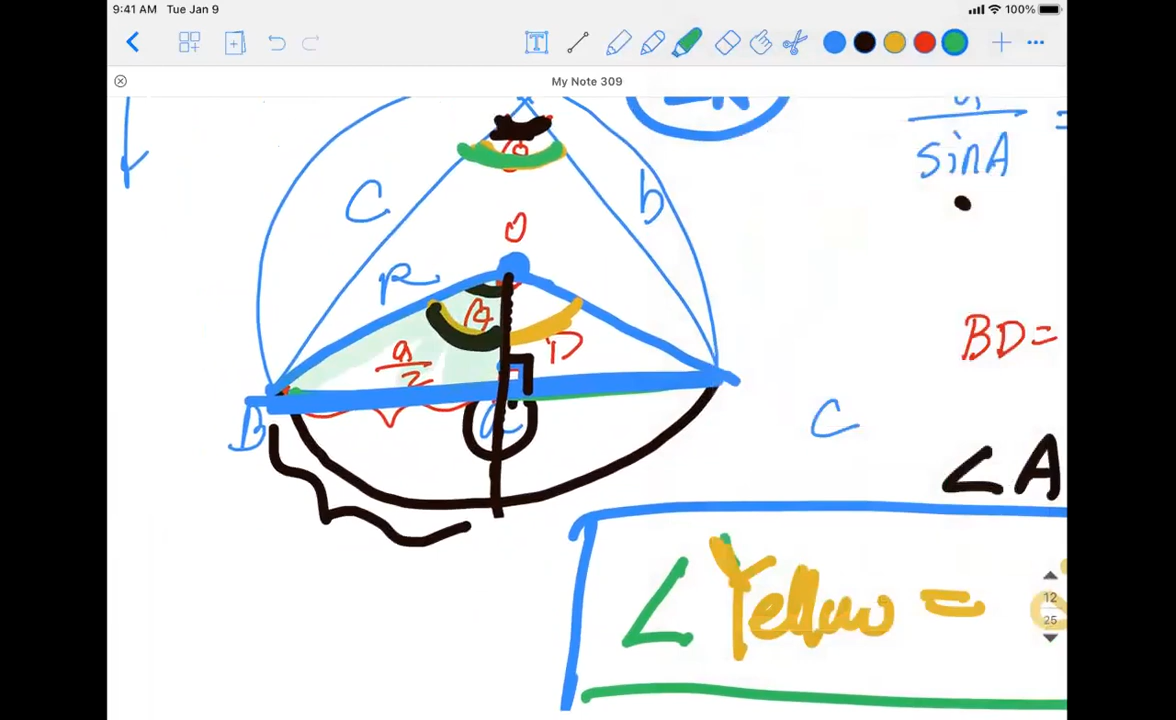 9:41 AM Tue Jan 9
100%
T
My Note 309
sinA
=
C
b
O
R
D
a/2
BD=
B
a
C
∠A
∠Yellow =
12
25